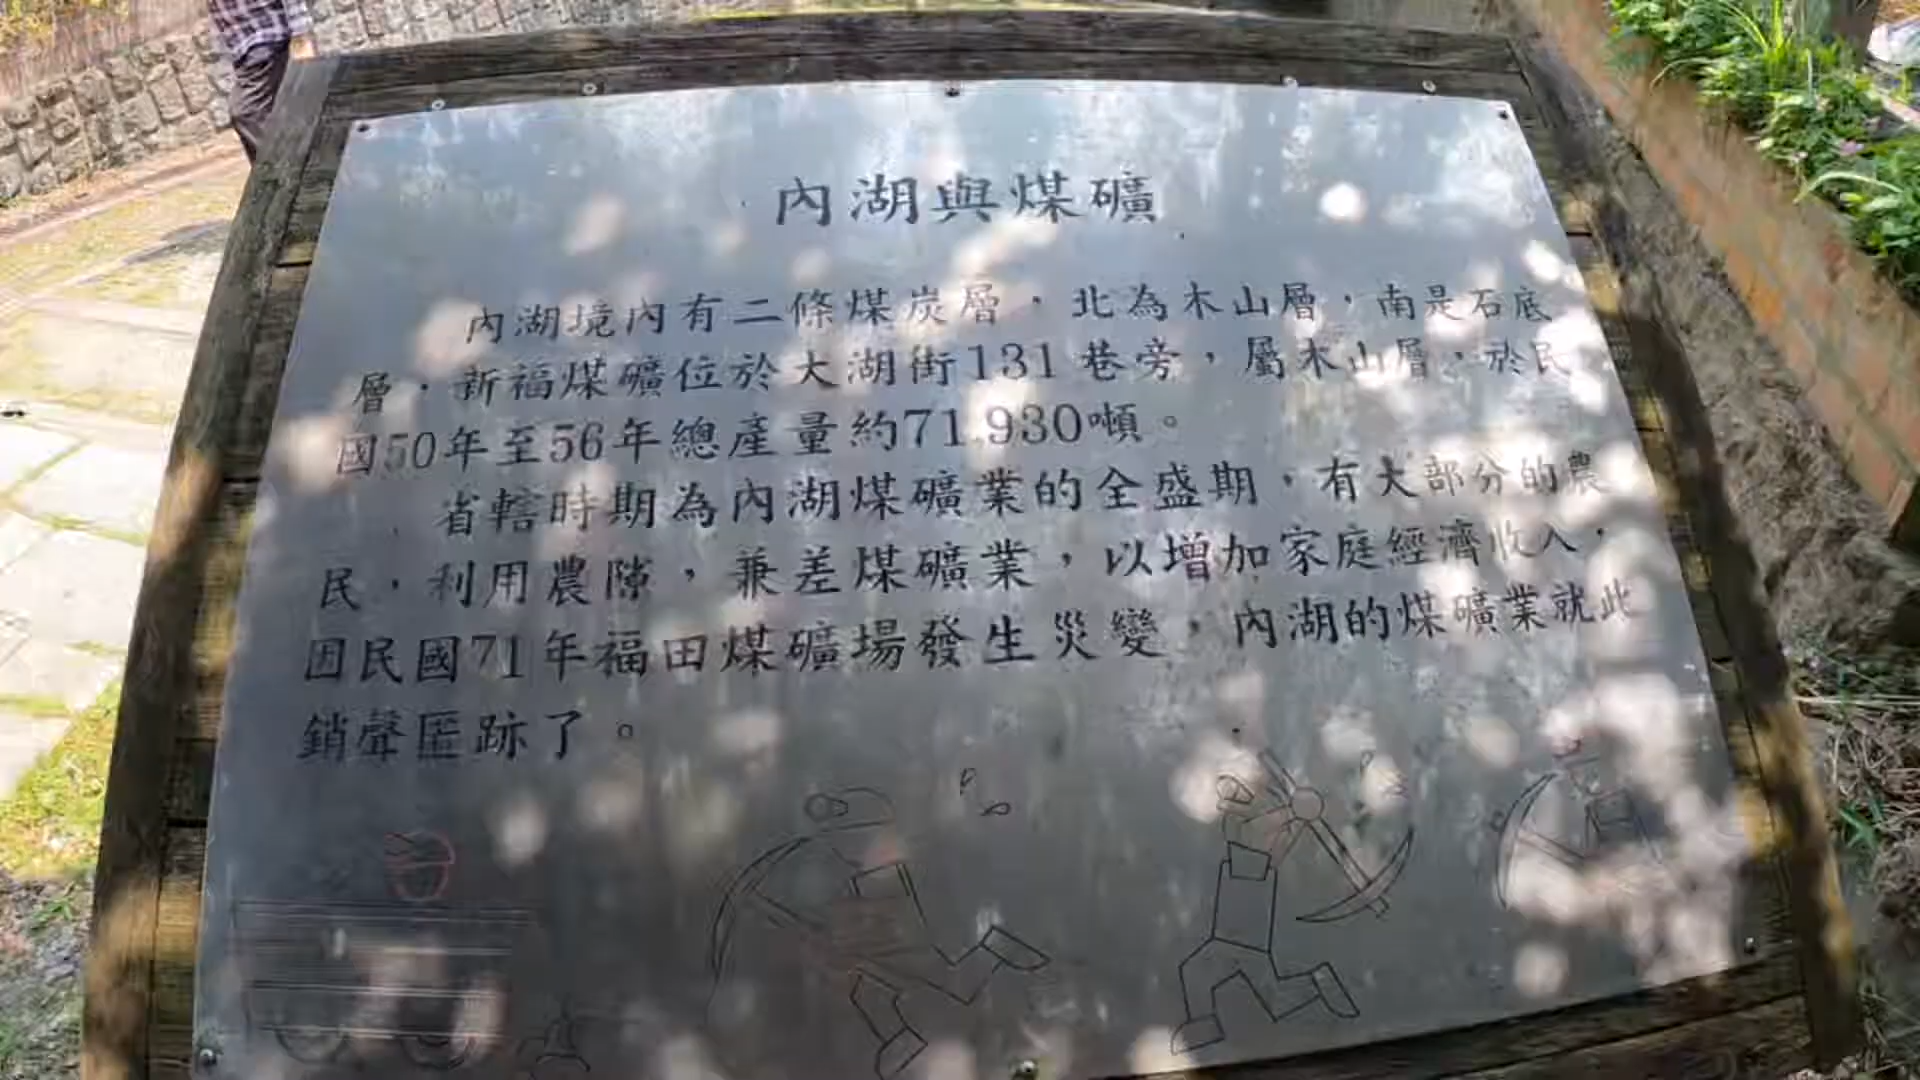 內湖與煤礦
內湖境內有二條煤炭層，北為木山層，南是石底
層，新福煤礦位於大湖街131巷旁，屬木山層，於民
國50年至56年總產量約71,930噸。
省轄時期為內湖煤礦業的全盛期，有大部分的農
民，利用農隙，兼差煤礦業，以增加家庭經濟收入，
因民國71年福田煤礦場發生災變，內湖的煤礦業就此
銷聲匿跡了。